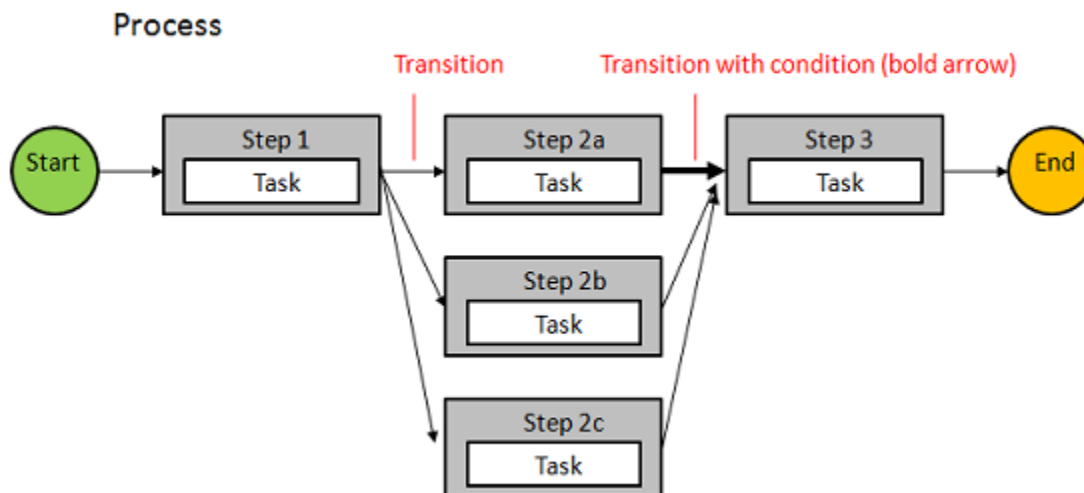 Process
Transition
Transition with condition (bold arrow)
Start
Step 1
Task
Step 2a
Task
Step 3
Task
End
Step 2b
Task
Step 2c
Task